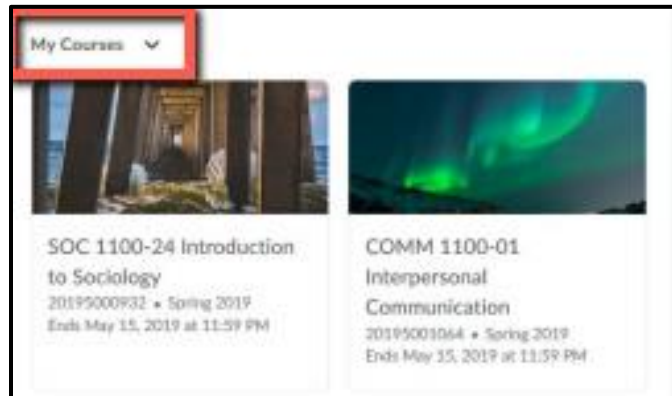 My Courses
SOC 1100-24 Introduction
to Sociology
20195000932 • Spring 2019
Ends May 15, 2019 at 11:59 PM
COMM 1100-01
Interpersonal
Communication
20195001064 • Spring 2019
Ends May 15, 2019 at 11:59 PM